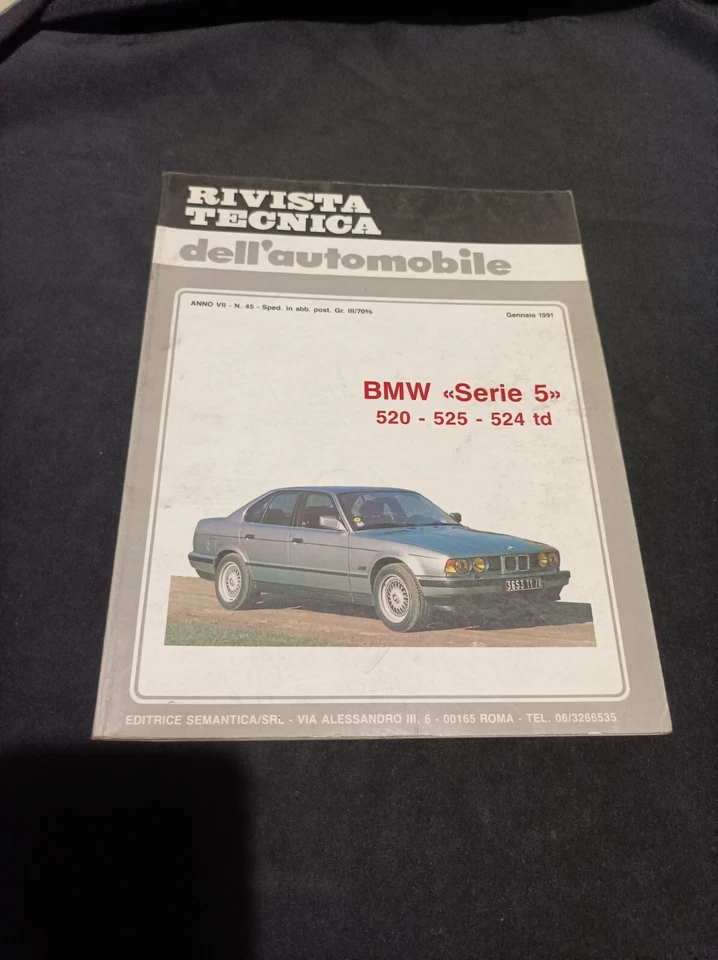 RIVISTA
TECNICA
dell'automobile
ANNO VII - N. 45 - Sped. in abb. post. Gr. III/70%
Gennaio 1991
BMW «Serie 5»
520 - 525 - 524 td
EDITRICE SEMANTICA/SRL - VIA ALESSANDRO III, 6 - 00165 ROMA - TEL. 06/3266535